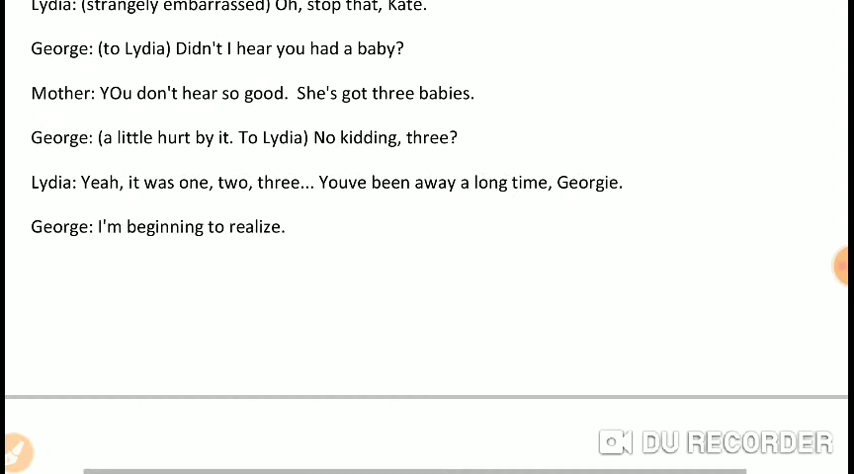 Lydia: (strangely embarrassed) Oh, stop that, Kate.
George: (to Lydia) Didn't I hear you had a baby?
Mother: YOu don't hear so good.  She's got three babies.
George: (a little hurt by it. To Lydia) No kidding, three?
Lydia: Yeah, it was one, two, three... Youve been away a long time, Georgie.
George: I'm beginning to realize.
DU RECORDER